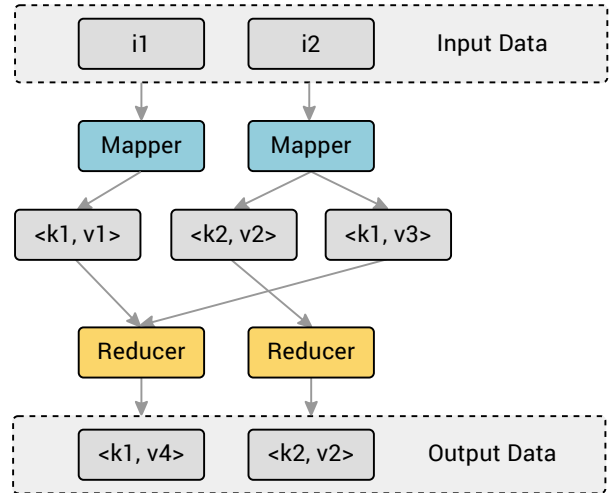 i1 i2 Input Data
Mapper Mapper
<k1, v1> <k2, v2> <k1, v3>
Reducer Reducer
<k1, v4> <k2, v2> Output Data